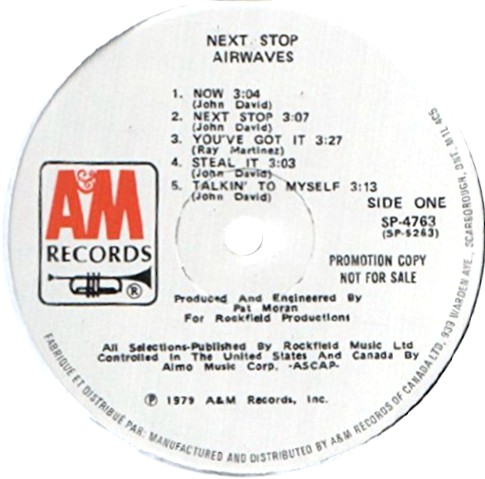 NEXT STOP
AIRWAVES
1. NOW 3:04
(John David)
2. NEXT STOP 3:07
(John David)
3. YOU'VE GOT IT 3:27
(Ray Martinez)
4. STEAL IT 3:03
(John David)
5. TALKIN' TO MYSELF 3:13
(John David)
SIDE ONE
SP-4763
(SP-5263)
A&M
RECORDS
®
PROMOTION COPY
NOT FOR SALE
Produced And Engineered By
Pat Moran
For Rockfield Productions
All Selections-Published By Rockfield Music Ltd
Controlled In The United States And Canada By
Almo Music Corp. -ASCAP-
℗ 1979 A&M Records, Inc.
FABRIQUÉ ET DISTRIBUÉ PAR: MANUFACTURED AND DISTRIBUTED BY A&M RECORDS OF CANADA LTD, 939 WARDEN AVE., SCARBOROUGH, ONT. M1L 4C5